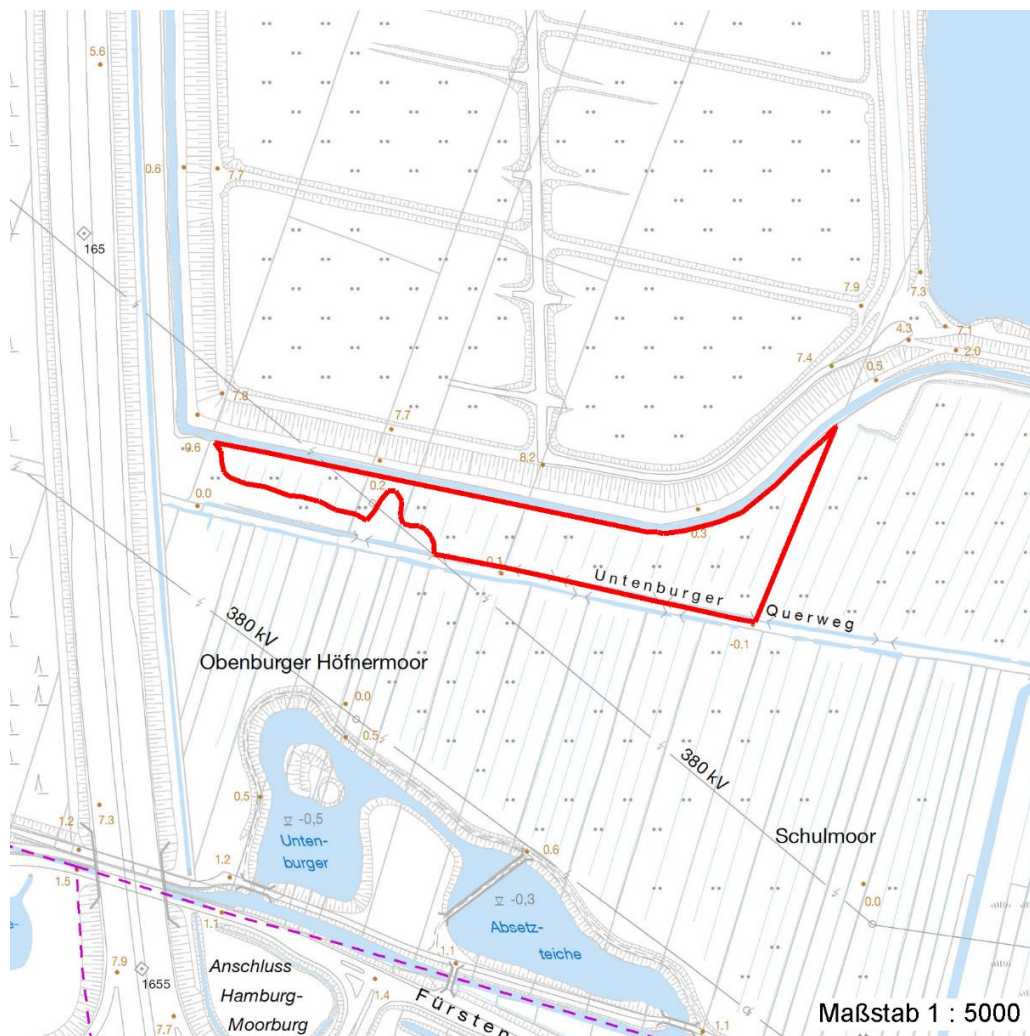 5.6
0.6
7.7
165
7.9
7.3
4.3
7.1
2.0
7.4
0.5
7.8
7.7
-0.6
8.2
0.2
0.0
0.3
0.1
Untenburger
Querweg
-0.1
380 kV
Obenburger Höfnermoor
0.0
0.5
380 kV
0.5
-0,5
Unten-
burger
7.3
1.2
Schulmoor
0.6
1.2
1.5
-0,3
0.0
1.1
Absetz-
teiche
e-
1.1
Anschluss
Hamburg-
Moorburg
7.9
1655
1.4
Fürsten
7.7
1.1
Maßstab 1 : 5000